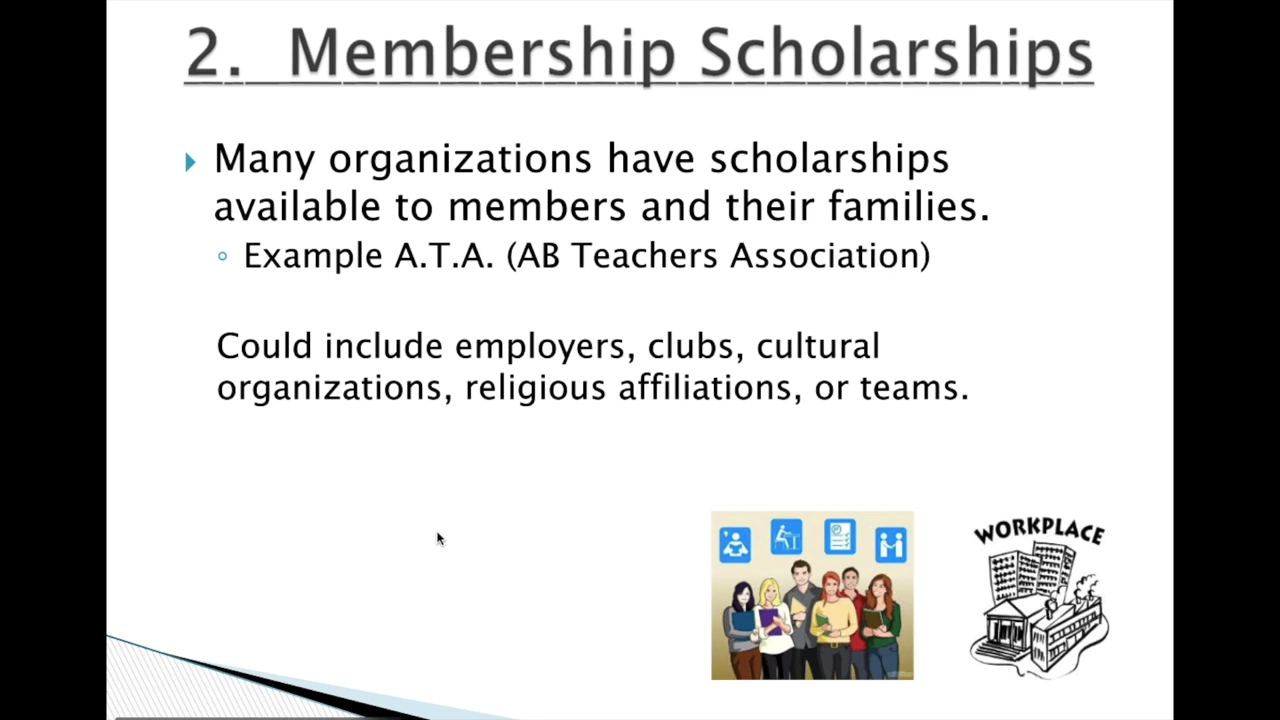 2. Membership Scholarships
Many organizations have scholarships
available to members and their families.
Example A.T.A. (AB Teachers Association)
Could include employers, clubs, cultural
organizations, religious affiliations, or teams.
WORKPLACE